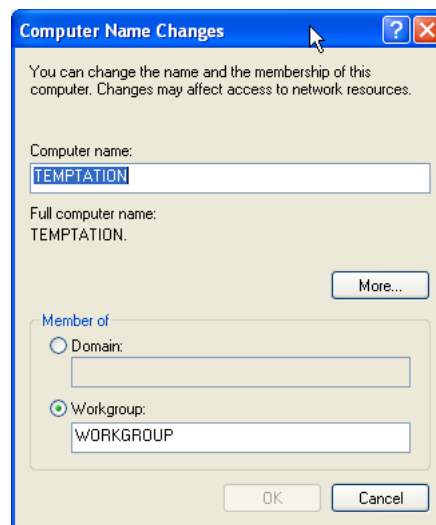 Computer Name Changes
You can change the name and the membership of this
computer. Changes may affect access to network resources.
Computer name:
TEMPTATION
Full computer name:
TEMPTATION.
More...
Member of
Domain:
Workgroup:
WORKGROUP
OK Cancel